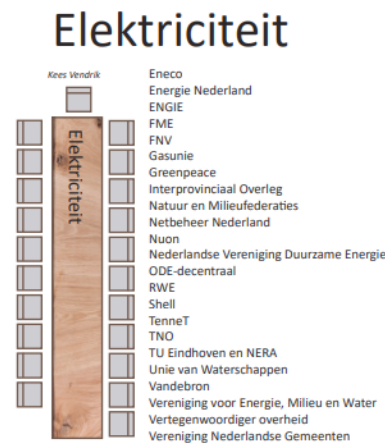 Elektriciteit
Kees Vendrik
Elektriciteit
Eneco
Energie Nederland
ENGIE
FME
FNV
Gasunie
Greenpeace
Interprovinciaal Overleg
Natuur en Milieufederaties
Netbeheer Nederland
Nuon
Nederlandse Vereniging Duurzame Energie
ODE-decentraal
RWE
Shell
TenneT
TNO
TU Eindhoven en NERA
Unie van Waterschappen
Vandebron
Vereniging voor Energie, Milieu en Water
Vertegenwoordiger overheid
Vereniging Nederlandse Gemeenten